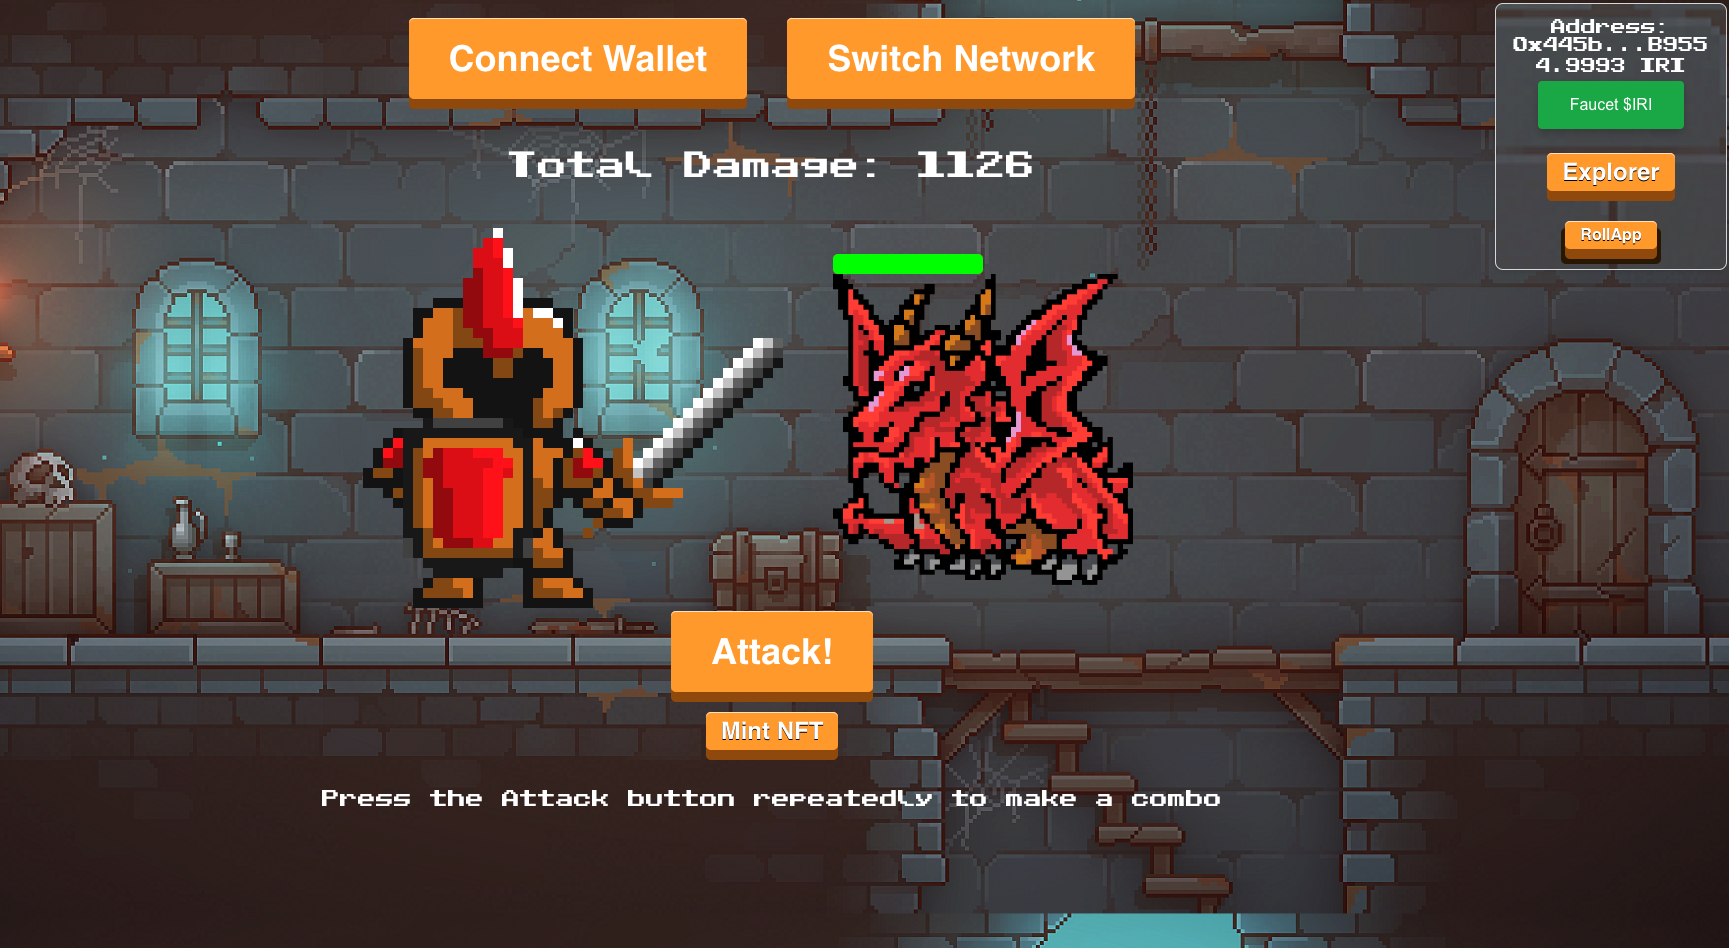 Connect Wallet
Switch Network
Address:
0x445b...B955
4.9993 IRI
Faucet $IRI
Explorer
RollApp
Total Damage: 1126
Attack!
Mint NFT
Press the Attack button repeatedly to make a combo